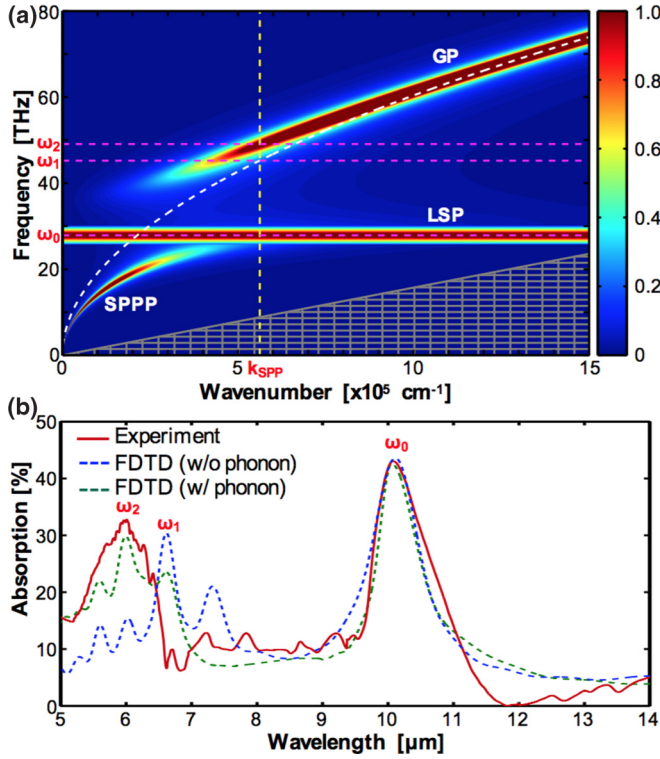 (a)
80
60
40
20
0
Frequency [THz]
ω₂
ω₁
ω₀
GP
LSP
SPPP
0
5
k_SPP
10
15
Wavenumber [x10⁵ cm⁻¹]
1.0
0.8
0.6
0.4
0.2
0
(b)
50
40
30
20
10
0
Absorption [%]
Experiment
FDTD (w/o phonon)
FDTD (w/ phonon)
ω₂
ω₁
ω₀
5
6
7
8
9
10
11
12
13
14
Wavelength [μm]